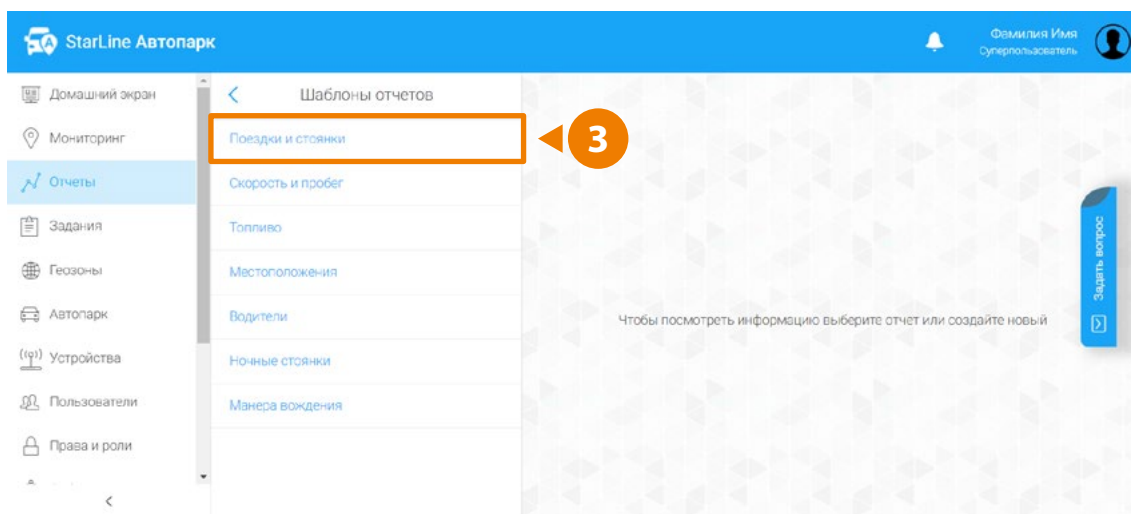 StarLine Автопарк
Фамилия Имя
Суперпользователь
Домашний экран
Мониторинг
Отчеты
Задания
Геозоны
Автопарк
Устройства
Пользователи
Права и роли
Шаблоны отчетов
Поездки и стоянки
3
Скорость и пробег
Топливо
Местоположения
Водители
Ночные стоянки
Манера вождения
Чтобы посмотреть информацию выберите отчет или создайте новый
Задать вопрос